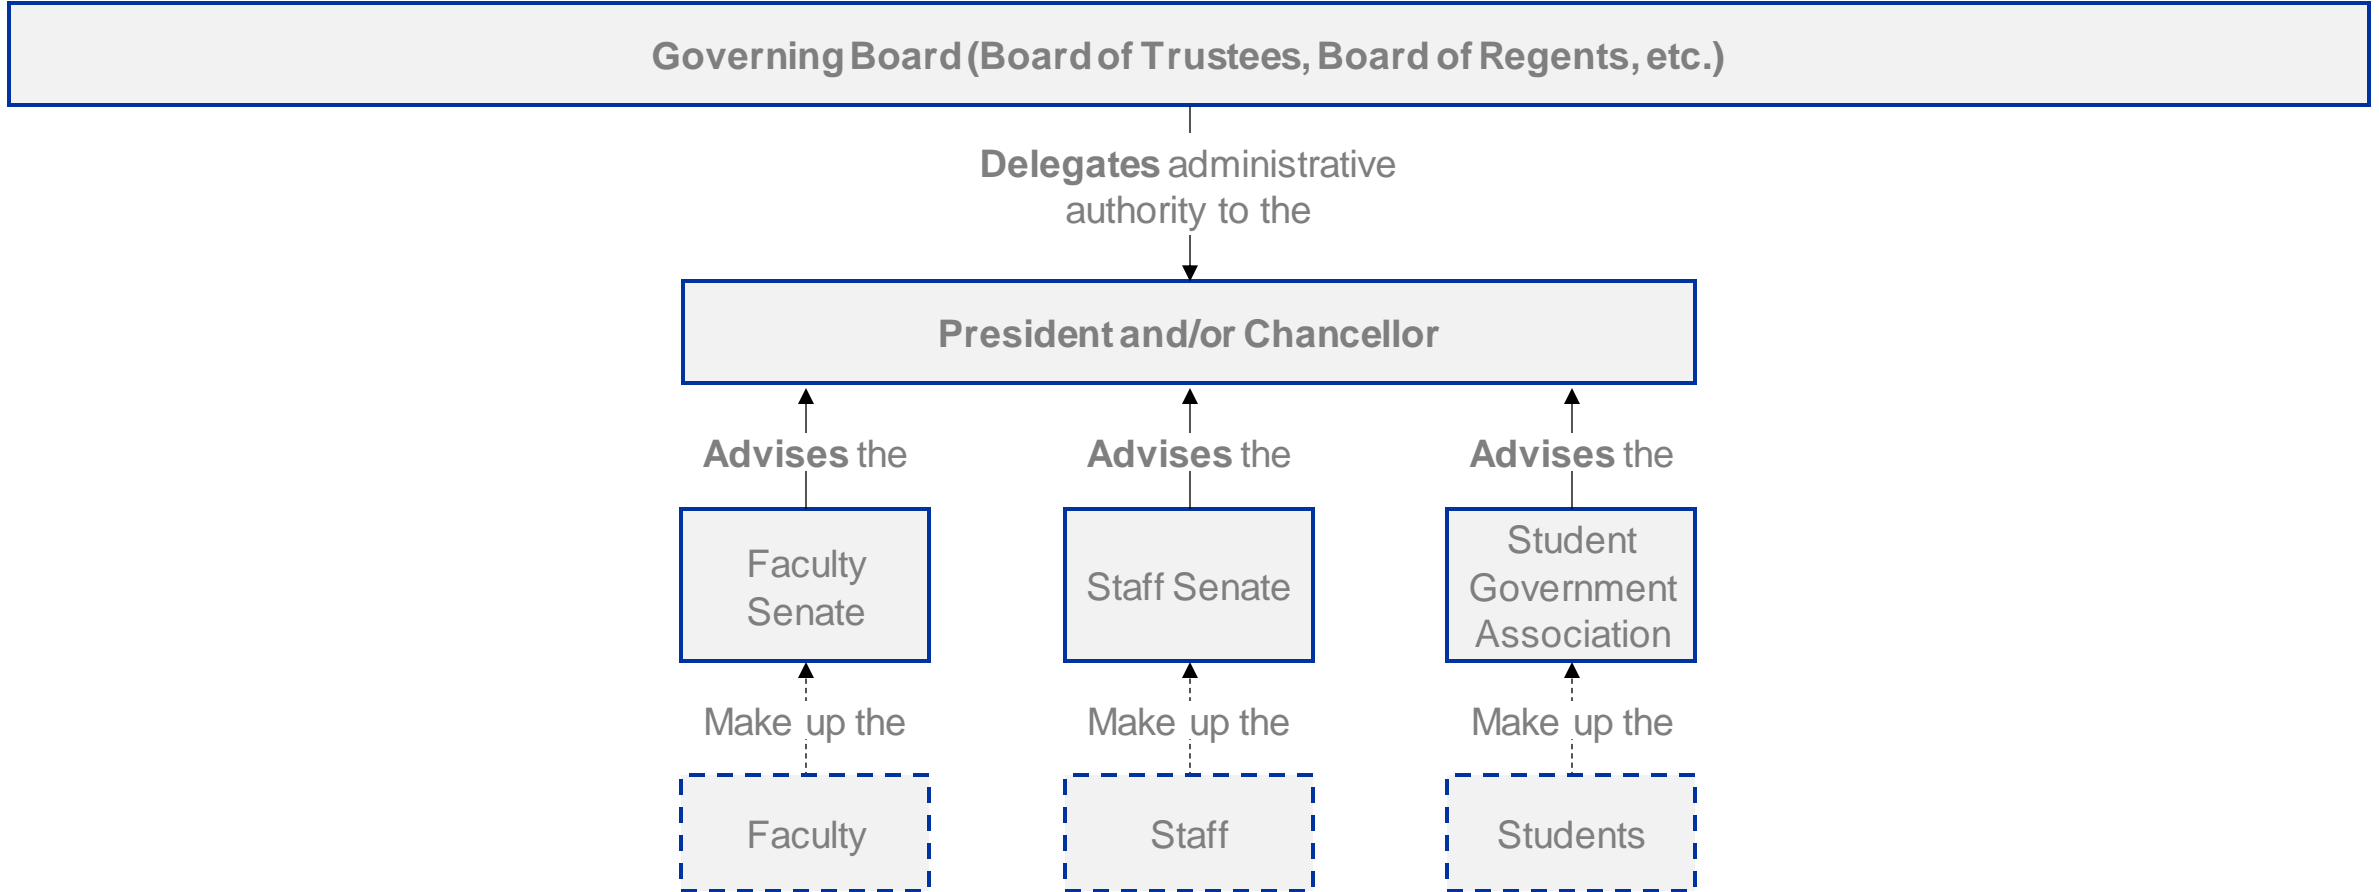 Governing Board (Board of Trustees, Board of Regents, etc.)
Delegates administrative
authority to the
President and/or Chancellor
Advises the
Advises the
Advises the
Faculty
Senate
Staff Senate
Student
Government
Association
Make up the
Make up the
Make up the
Faculty
Staff
Students